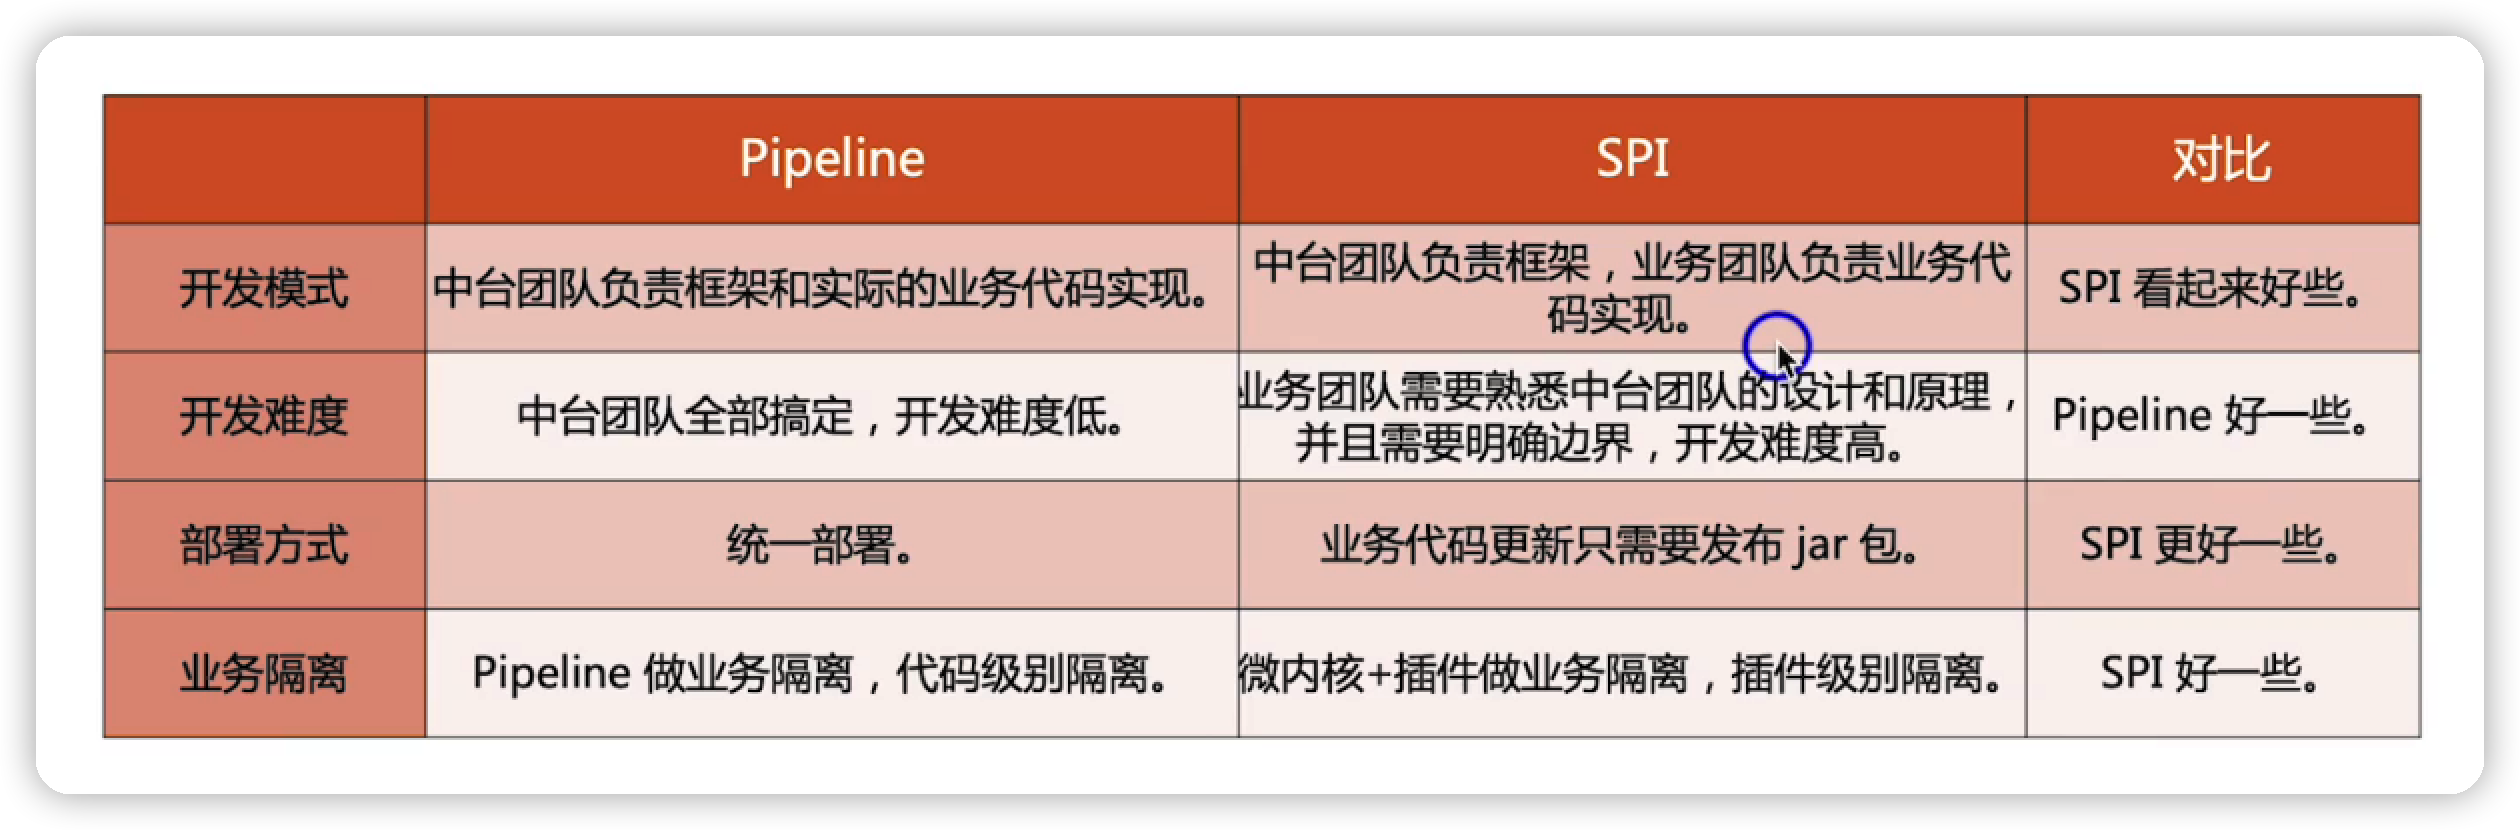 Pipeline
SPI
对比
开发模式
中台团队负责框架和实际的业务代码实现。
中台团队负责框架，业务团队负责业务代
码实现。
SPI 看起来好些。
开发难度
中台团队全部搞定，开发难度低。
业务团队需要熟悉中台团队的设计和原理，
并且需要明确边界，开发难度高。
Pipeline 好一些。
部署方式
统一部署。
业务代码更新只需要发布 jar 包。
SPI 更好一些。
业务隔离
Pipeline 做业务隔离，代码级别隔离。
微内核+插件做业务隔离，插件级别隔离。
SPI 好一些。